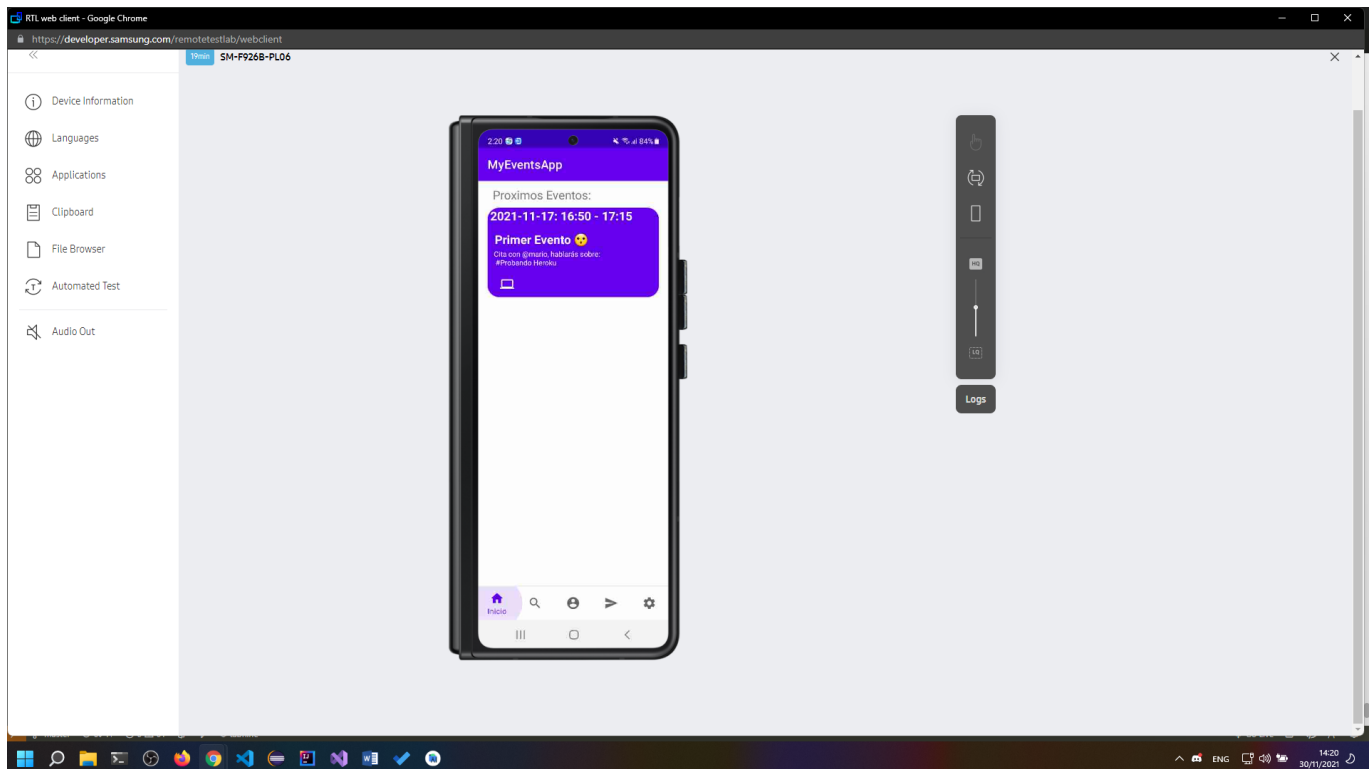 RTL web client - Google Chrome
https://developer.samsung.com/remotetestlab/webclient
19min SM-F926B-PL06
Device Information
Languages
Applications
Clipboard
File Browser
Automated Test
Audio Out
2:20 84%
MyEventsApp
Proximos Eventos:
2021-11-17: 16:50 - 17:15
Primer Evento 😯
Cita con @mario, hablarás sobre:
#Probando Heroku
Inicio
HQ
LQ
Logs
ENG
14:20
30/11/2021